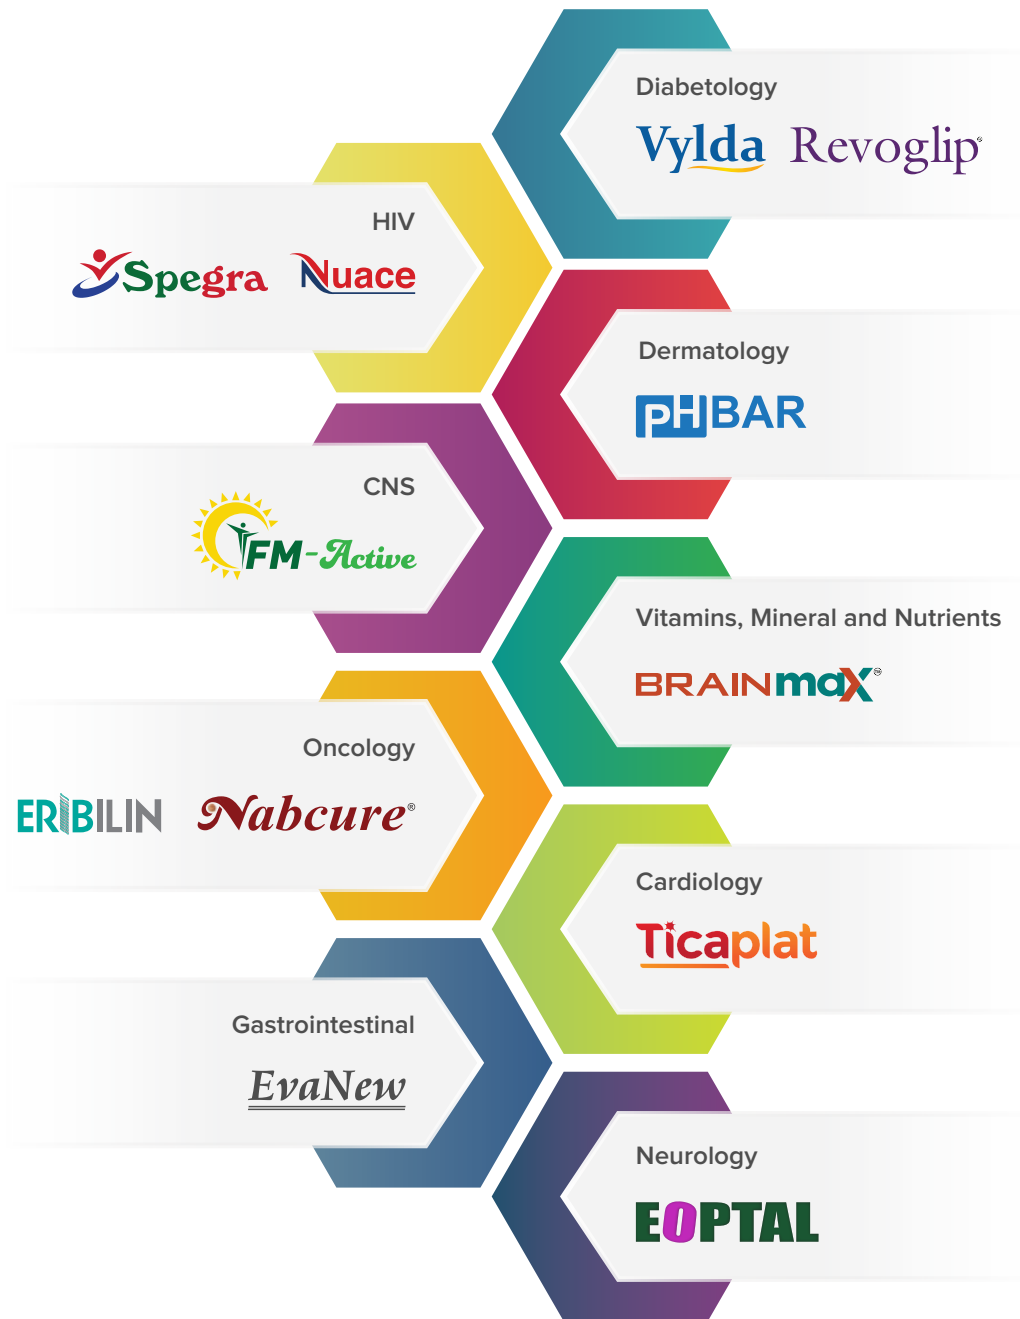 Diabetology
Vylda Revoglip®
HIV
Spegra Nuace
Dermatology
PHBAR
CNS
FM-Active
Vitamins, Mineral and Nutrients
BRAINmaX™
Oncology
ERIBILIN Nabcure®
Cardiology
Ticaplat
Gastrointestinal
EvaNew
Neurology
EOPTAL